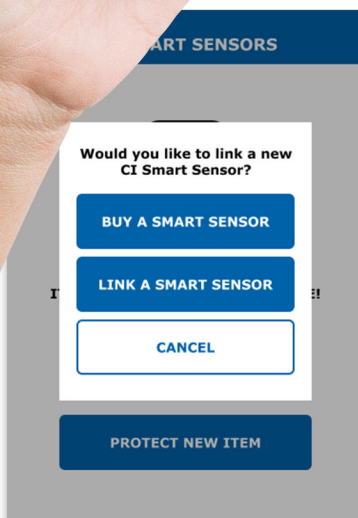 ART SENSORS
Would you like to link a new
CI Smart Sensor?
BUY A SMART SENSOR
LINK A SMART SENSOR
CANCEL
PROTECT NEW ITEM